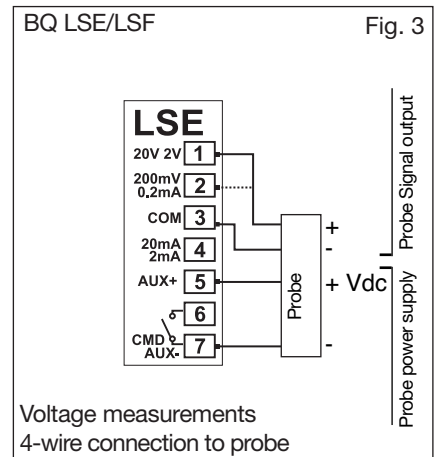 BQ LSE/LSF
Fig. 3
LSE
20V 2V 1
200mV
0.2mA 2
COM 3
20mA
2mA 4
AUX+ 5
6
CMD
AUX- 7
Probe
+
-
+ Vdc
-
Probe Signal output
Probe power supply
Voltage measurements
4-wire connection to probe